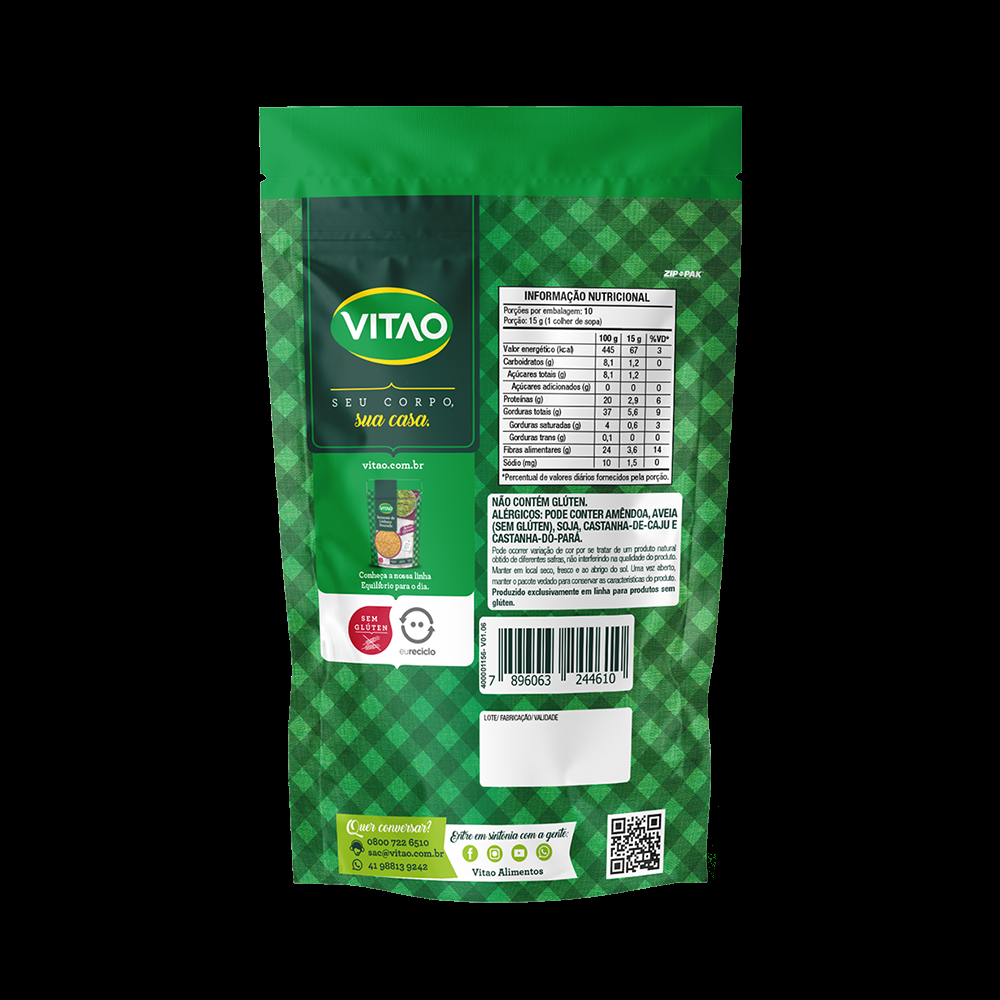 VITAO
SEU CORPO,
sua casa.
vitao.com.br
VITAO
Conheça a nossa linha
Equilíbrio para o dia.
SEM
GLÚTEN
eureciclo
ZIP PAK
INFORMAÇÃO NUTRICIONAL
Porções por embalagem: 10
Porção: 15 g (1 colher de sopa)
100 g 15 g %VD*
Valor energético (kcal) 445 67 3
Carboidratos (g) 8,1 1,2 0
Açúcares totais (g) 8,1 1,2
Açúcares adicionados (g) 0 0 0
Proteínas (g) 20 2,9 6
Gorduras totais (g) 37 5,6 9
Gorduras saturadas (g) 4 0,6 3
Gorduras trans (g) 0,1 0 0
Fibras alimentares (g) 24 3,6 14
Sódio (mg) 10 1,5 0
*Percentual de valores diários fornecidos pela porção.
NÃO CONTÉM GLÚTEN.
ALÉRGICOS: PODE CONTER AMÊNDOA, AVEIA
(SEM GLÚTEN), SOJA, CASTANHA-DE-CAJU E
CASTANHA-DO-PARÁ.
Pode ocorrer variação de cor por se tratar de um produto natural
obtido de diferentes safras, não interferindo na qualidade do produto.
Manter em local seco, fresco e ao abrigo do sol. Uma vez aberto,
manter o pacote vedado para conservar as características do produto.
Produzido exclusivamente em linha para produtos sem
glúten.
400001156- V01.06
7 896063 244610
LOTE/ FABRICAÇÃO/ VALIDADE
Quer conversar?
0800 722 6510
sac@vitao.com.br
41 98813 9242
Entre em sintonia com a gente:
Vitao Alimentos